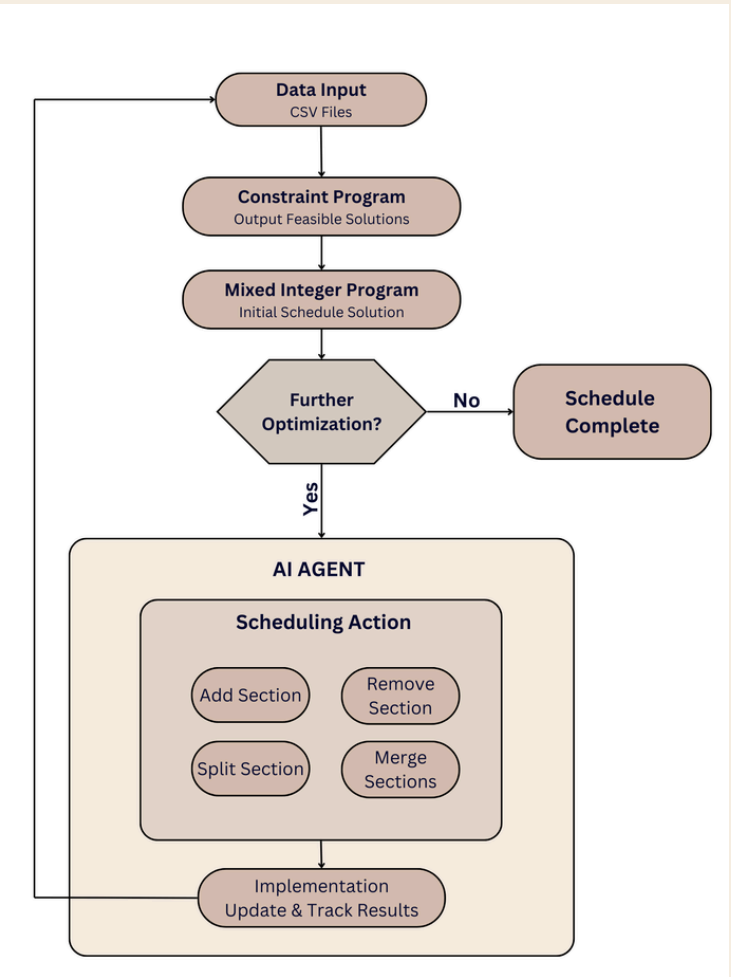 Data Input
CSV Files
Constraint Program
Output Feasible Solutions
Mixed Integer Program
Initial Schedule Solution
Further
Optimization?
No
Schedule
Complete
Yes
AI AGENT
Scheduling Action
Add Section
Remove
Section
Split Section
Merge
Sections
Implementation
Update & Track Results